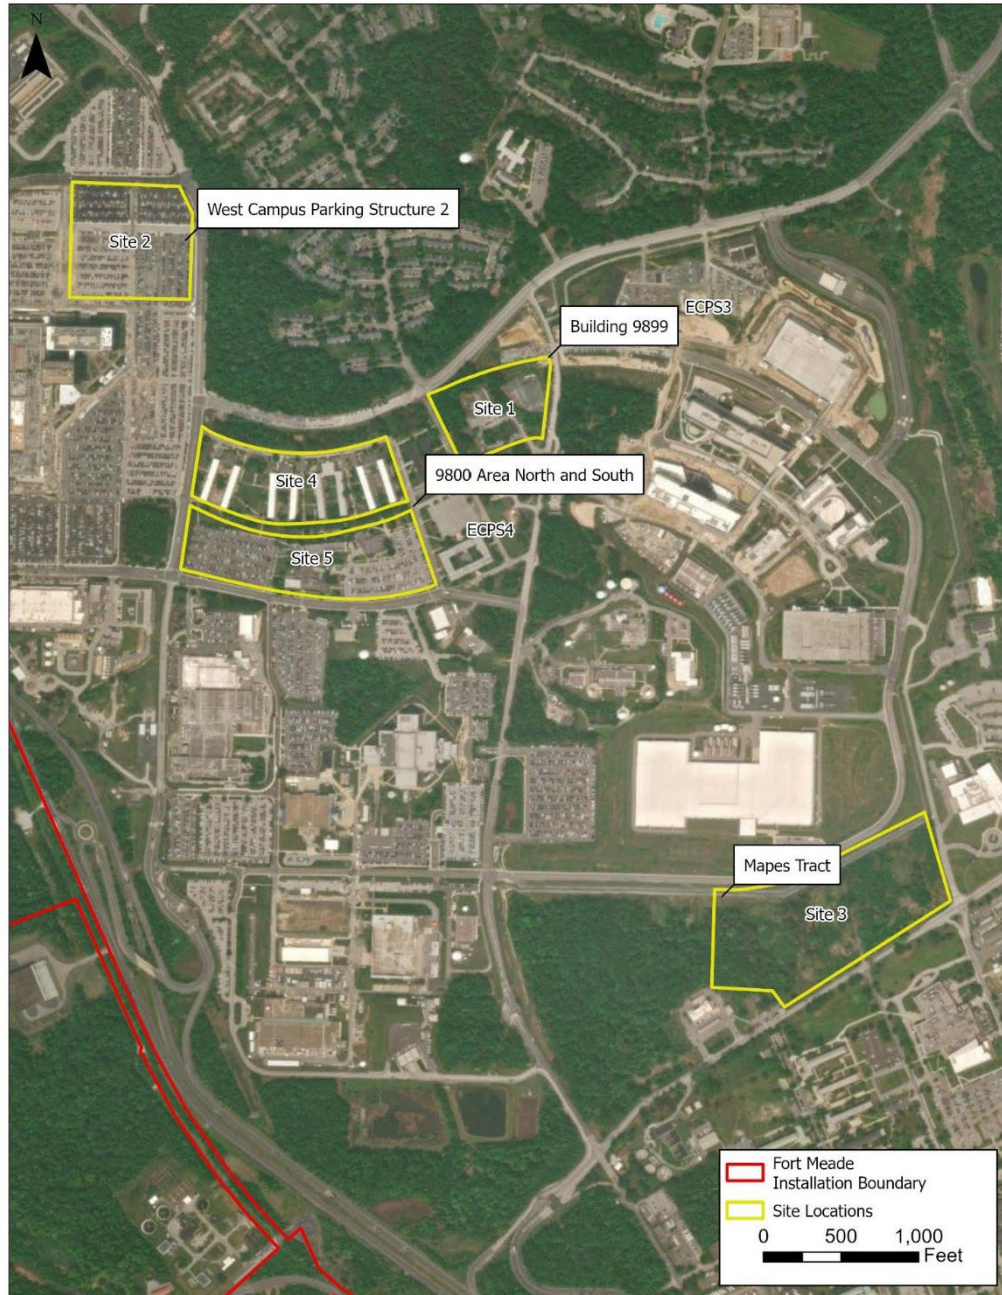 N
West Campus Parking Structure 2
Site 2
ECPS3
Building 9899
Site 1
9800 Area North and South
Site 4
ECPS4
Site 5
Mapes Tract
Site 3
Fort Meade
Installation Boundary
Site Locations
0 500 1,000
Feet